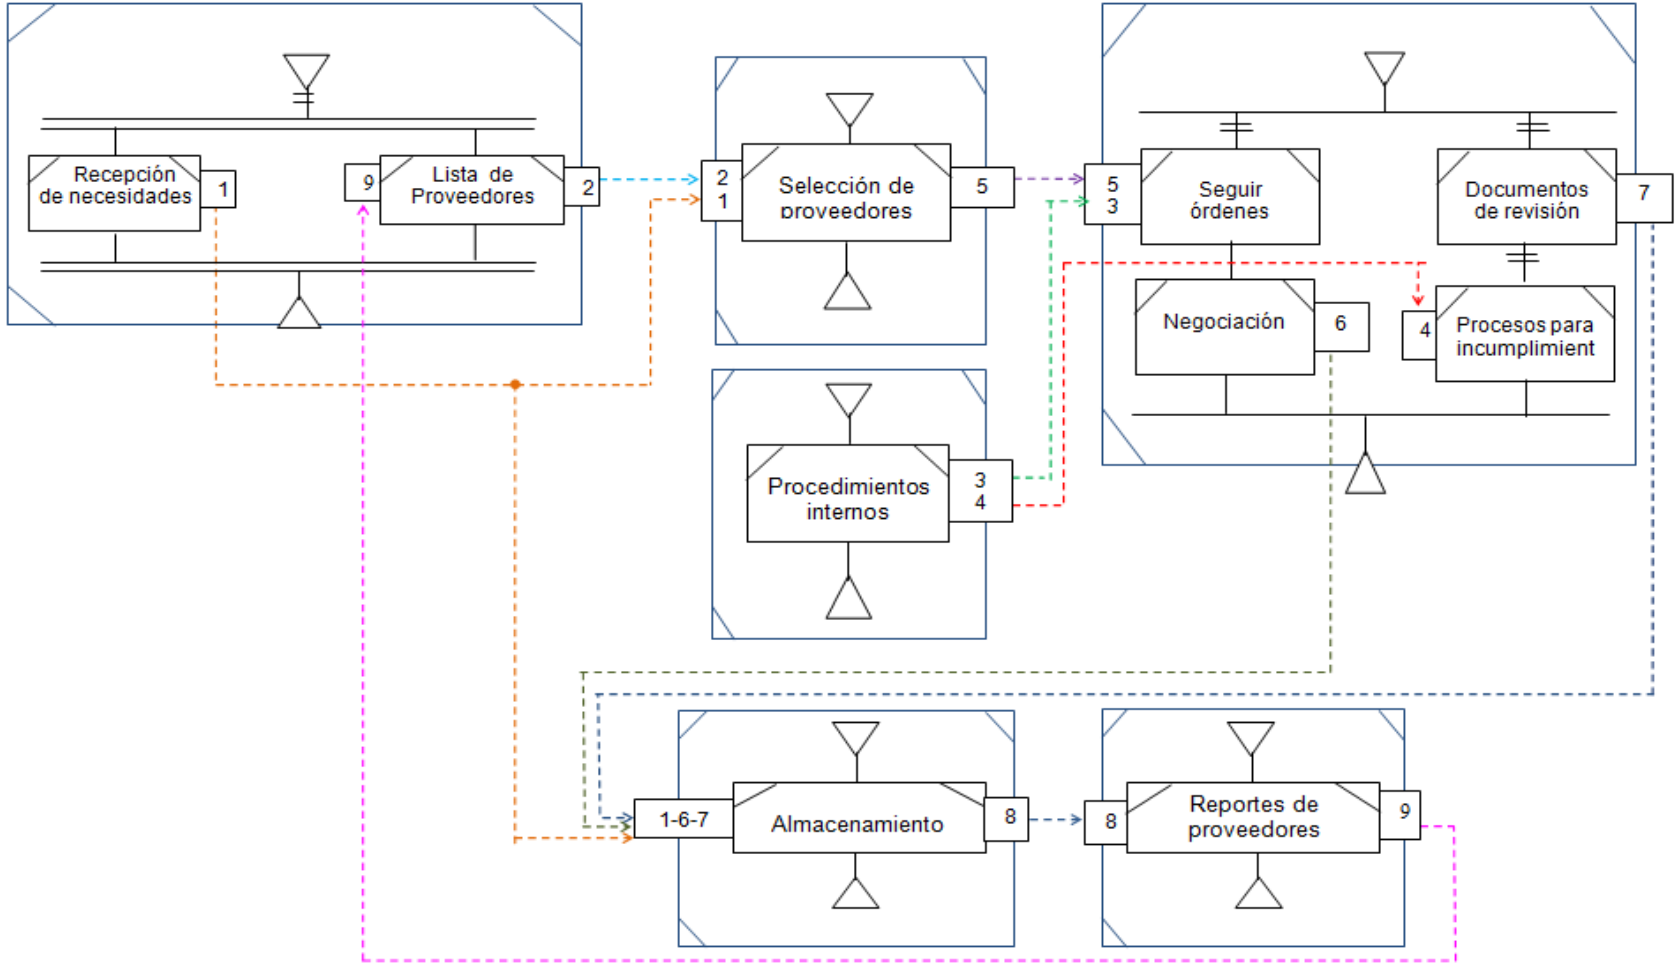 Recepción
de necesidades
1
9
Lista de
Proveedores
2
2
1
Selección de
proveedores
5
5
3
Seguir
órdenes
Documentos
de revisión
7
Negociación
6
4
Procesos para
incumplimient
Procedimientos
internos
3
4
1-6-7
Almacenamiento
8
8
Reportes de
proveedores
9